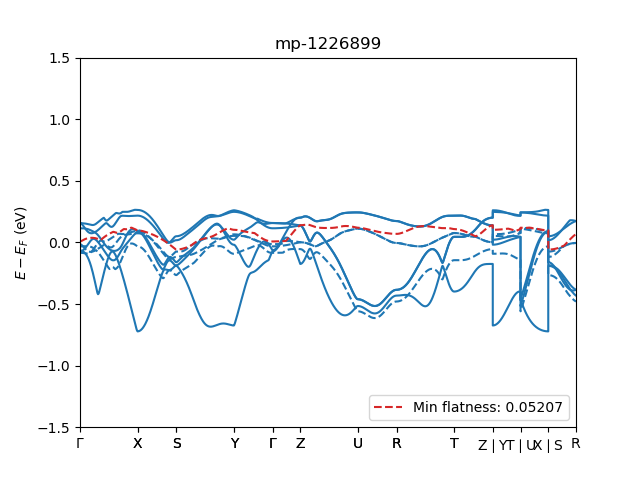 mp-1226899
E − E_F (eV)
1.5
1.0
0.5
0.0
−0.5
−1.0
−1.5
Min flatness: 0.05207
Γ X S Y Γ Z U R T Z | YT | UX | S R